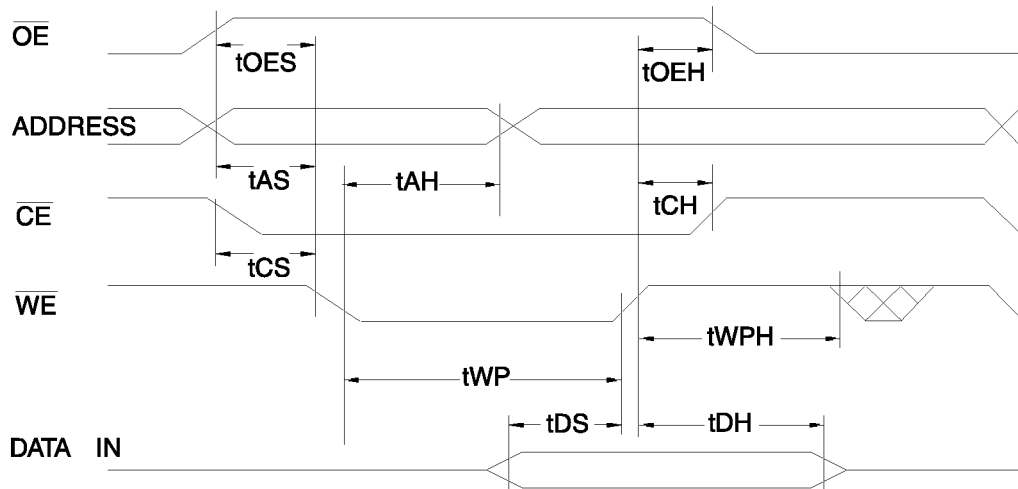 OE
tOES
tOEH
ADDRESS
tAS
tAH
tCH
CE
tCS
WE
tWPH
tWP
tDS
tDH
DATA IN